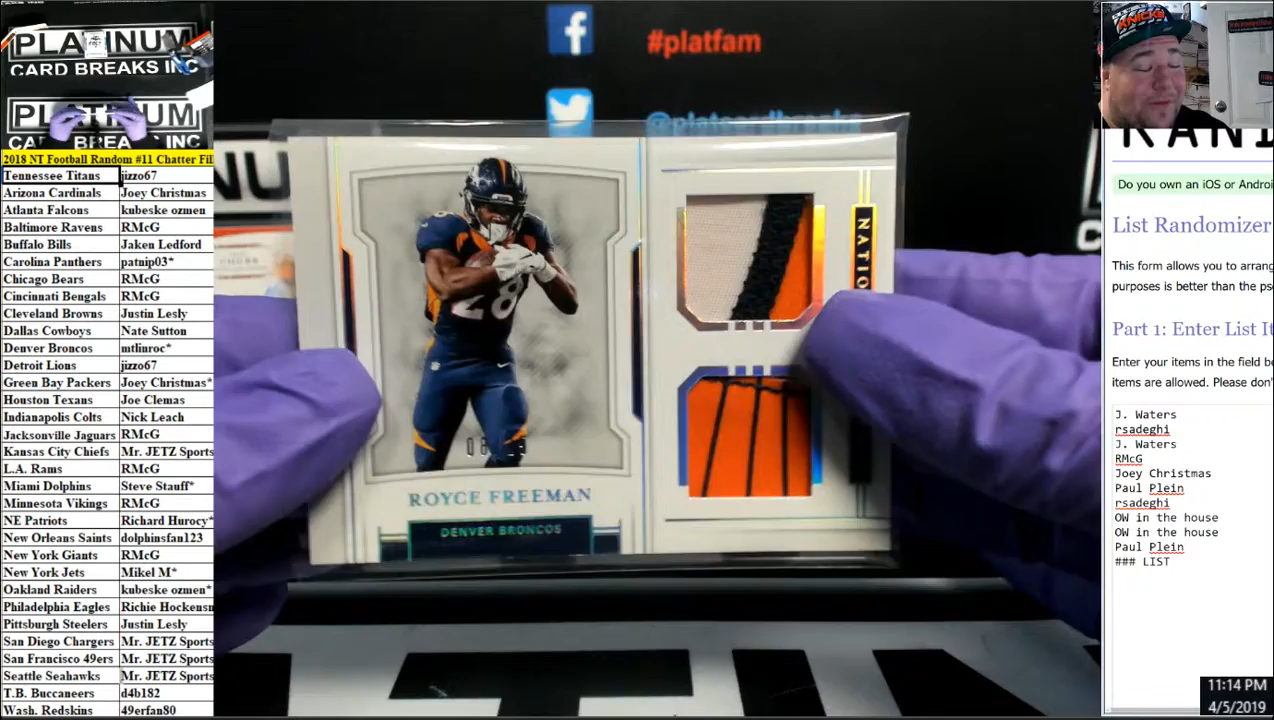 PLATINUM
CARD BREAKS INC
PLATINUM
CARD BREAKS INC
#platfam
@platcardbreaks
2018 NT Football Random #11 Chatter Fil
Tennessee Titans jizzo67
Arizona Cardinals Joey Christmas
Atlanta Falcons kubeske ozmen
Baltimore Ravens RMcG
Buffalo Bills Jaken Ledford
Carolina Panthers patnip03*
Chicago Bears RMcG
Cincinnati Bengals RMcG
Cleveland Browns Justin Lesly
Dallas Cowboys Nate Sutton
Denver Broncos mtlinroc*
Detroit Lions jizzo67
Green Bay Packers Joey Christmas*
Houston Texans Joe Clemas
Indianapolis Colts Nick Leach
Jacksonville Jaguars RMcG
Kansas City Chiefs Mr. JETZ Sports
L.A. Rams RMcG
Miami Dolphins Steve Stauff*
Minnesota Vikings RMcG
NE Patriots Richard Hurocy*
New Orleans Saints dolphinsfan123
New York Giants RMcG
New York Jets Mikel M*
Oakland Raiders kubeske ozmen*
Philadelphia Eagles Richie Hockensn
Pittsburgh Steelers Justin Lesly
San Diego Chargers Mr. JETZ Sports
San Francisco 49ers Mr. JETZ Sports
Seattle Seahawks Mr. JETZ Sports
T.B. Buccaneers d4b182
Wash. Redskins 49erfan80
28
ROYCE FREEMAN
DENVER BRONCOS
NATIO
KNICKS
RAND
Do you own an iOS or Androi
List Randomizer
This form allows you to arrang
purposes is better than the pse
Part 1: Enter List It
Enter your items in the field be
items are allowed. Please don'
J. Waters
rsadeghi
J. Waters
RMcG
Joey Christmas
Paul Plein
rsadeghi
OW in the house
OW in the house
Paul Plein
### LIST
11:14 PM
4/5/2019